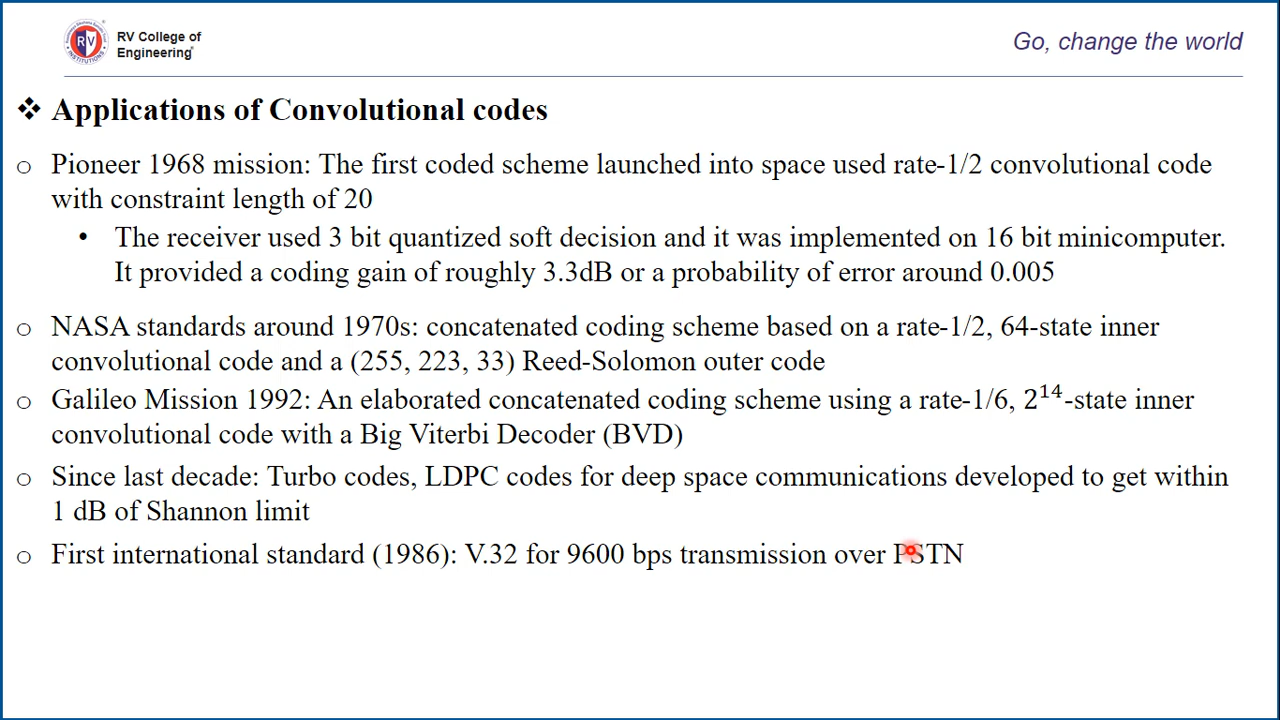 RV College of
Engineering
Go, change the world
❖ Applications of Convolutional codes
o Pioneer 1968 mission: The first coded scheme launched into space used rate-1/2 convolutional code
with constraint length of 20
• The receiver used 3 bit quantized soft decision and it was implemented on 16 bit minicomputer.
It provided a coding gain of roughly 3.3dB or a probability of error around 0.005
o NASA standards around 1970s: concatenated coding scheme based on a rate-1/2, 64-state inner
convolutional code and a (255, 223, 33) Reed-Solomon outer code
o Galileo Mission 1992: An elaborated concatenated coding scheme using a rate-1/6, 2¹⁴-state inner
convolutional code with a Big Viterbi Decoder (BVD)
o Since last decade: Turbo codes, LDPC codes for deep space communications developed to get within
1 dB of Shannon limit
o First international standard (1986): V.32 for 9600 bps transmission over PSTN